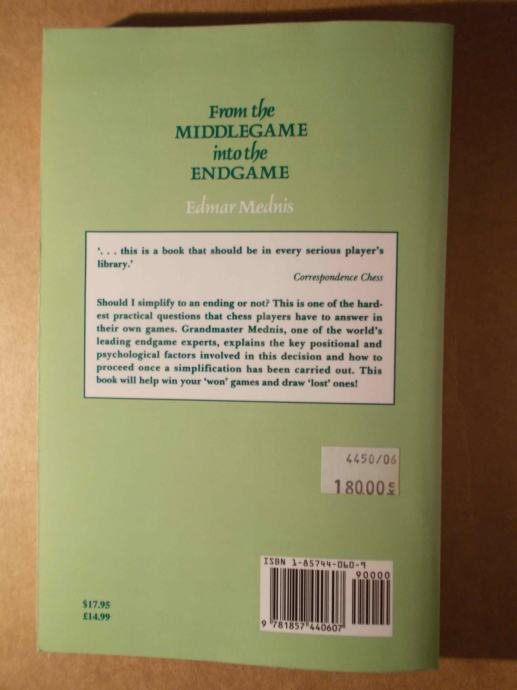 From the
MIDDLEGAME
into the
ENDGAME
Edmar Mednis
‘. . . this is a book that should be in every serious player’s
library.’
Correspondence Chess
Should I simplify to an ending or not? This is one of the hard-
est practical questions that chess players have to answer in
their own games. Grandmaster Mednis, one of the world’s
leading endgame experts, explains the key positional and
psychological factors involved in this decision and how to
proceed once a simplification has been carried out. This
book will help win your ‘won’ games and draw ‘lost’ ones!
4450/06
180.00 kn
ISBN 1-85744-060-9
90000
9 781857 440607
$17.95
£14.99